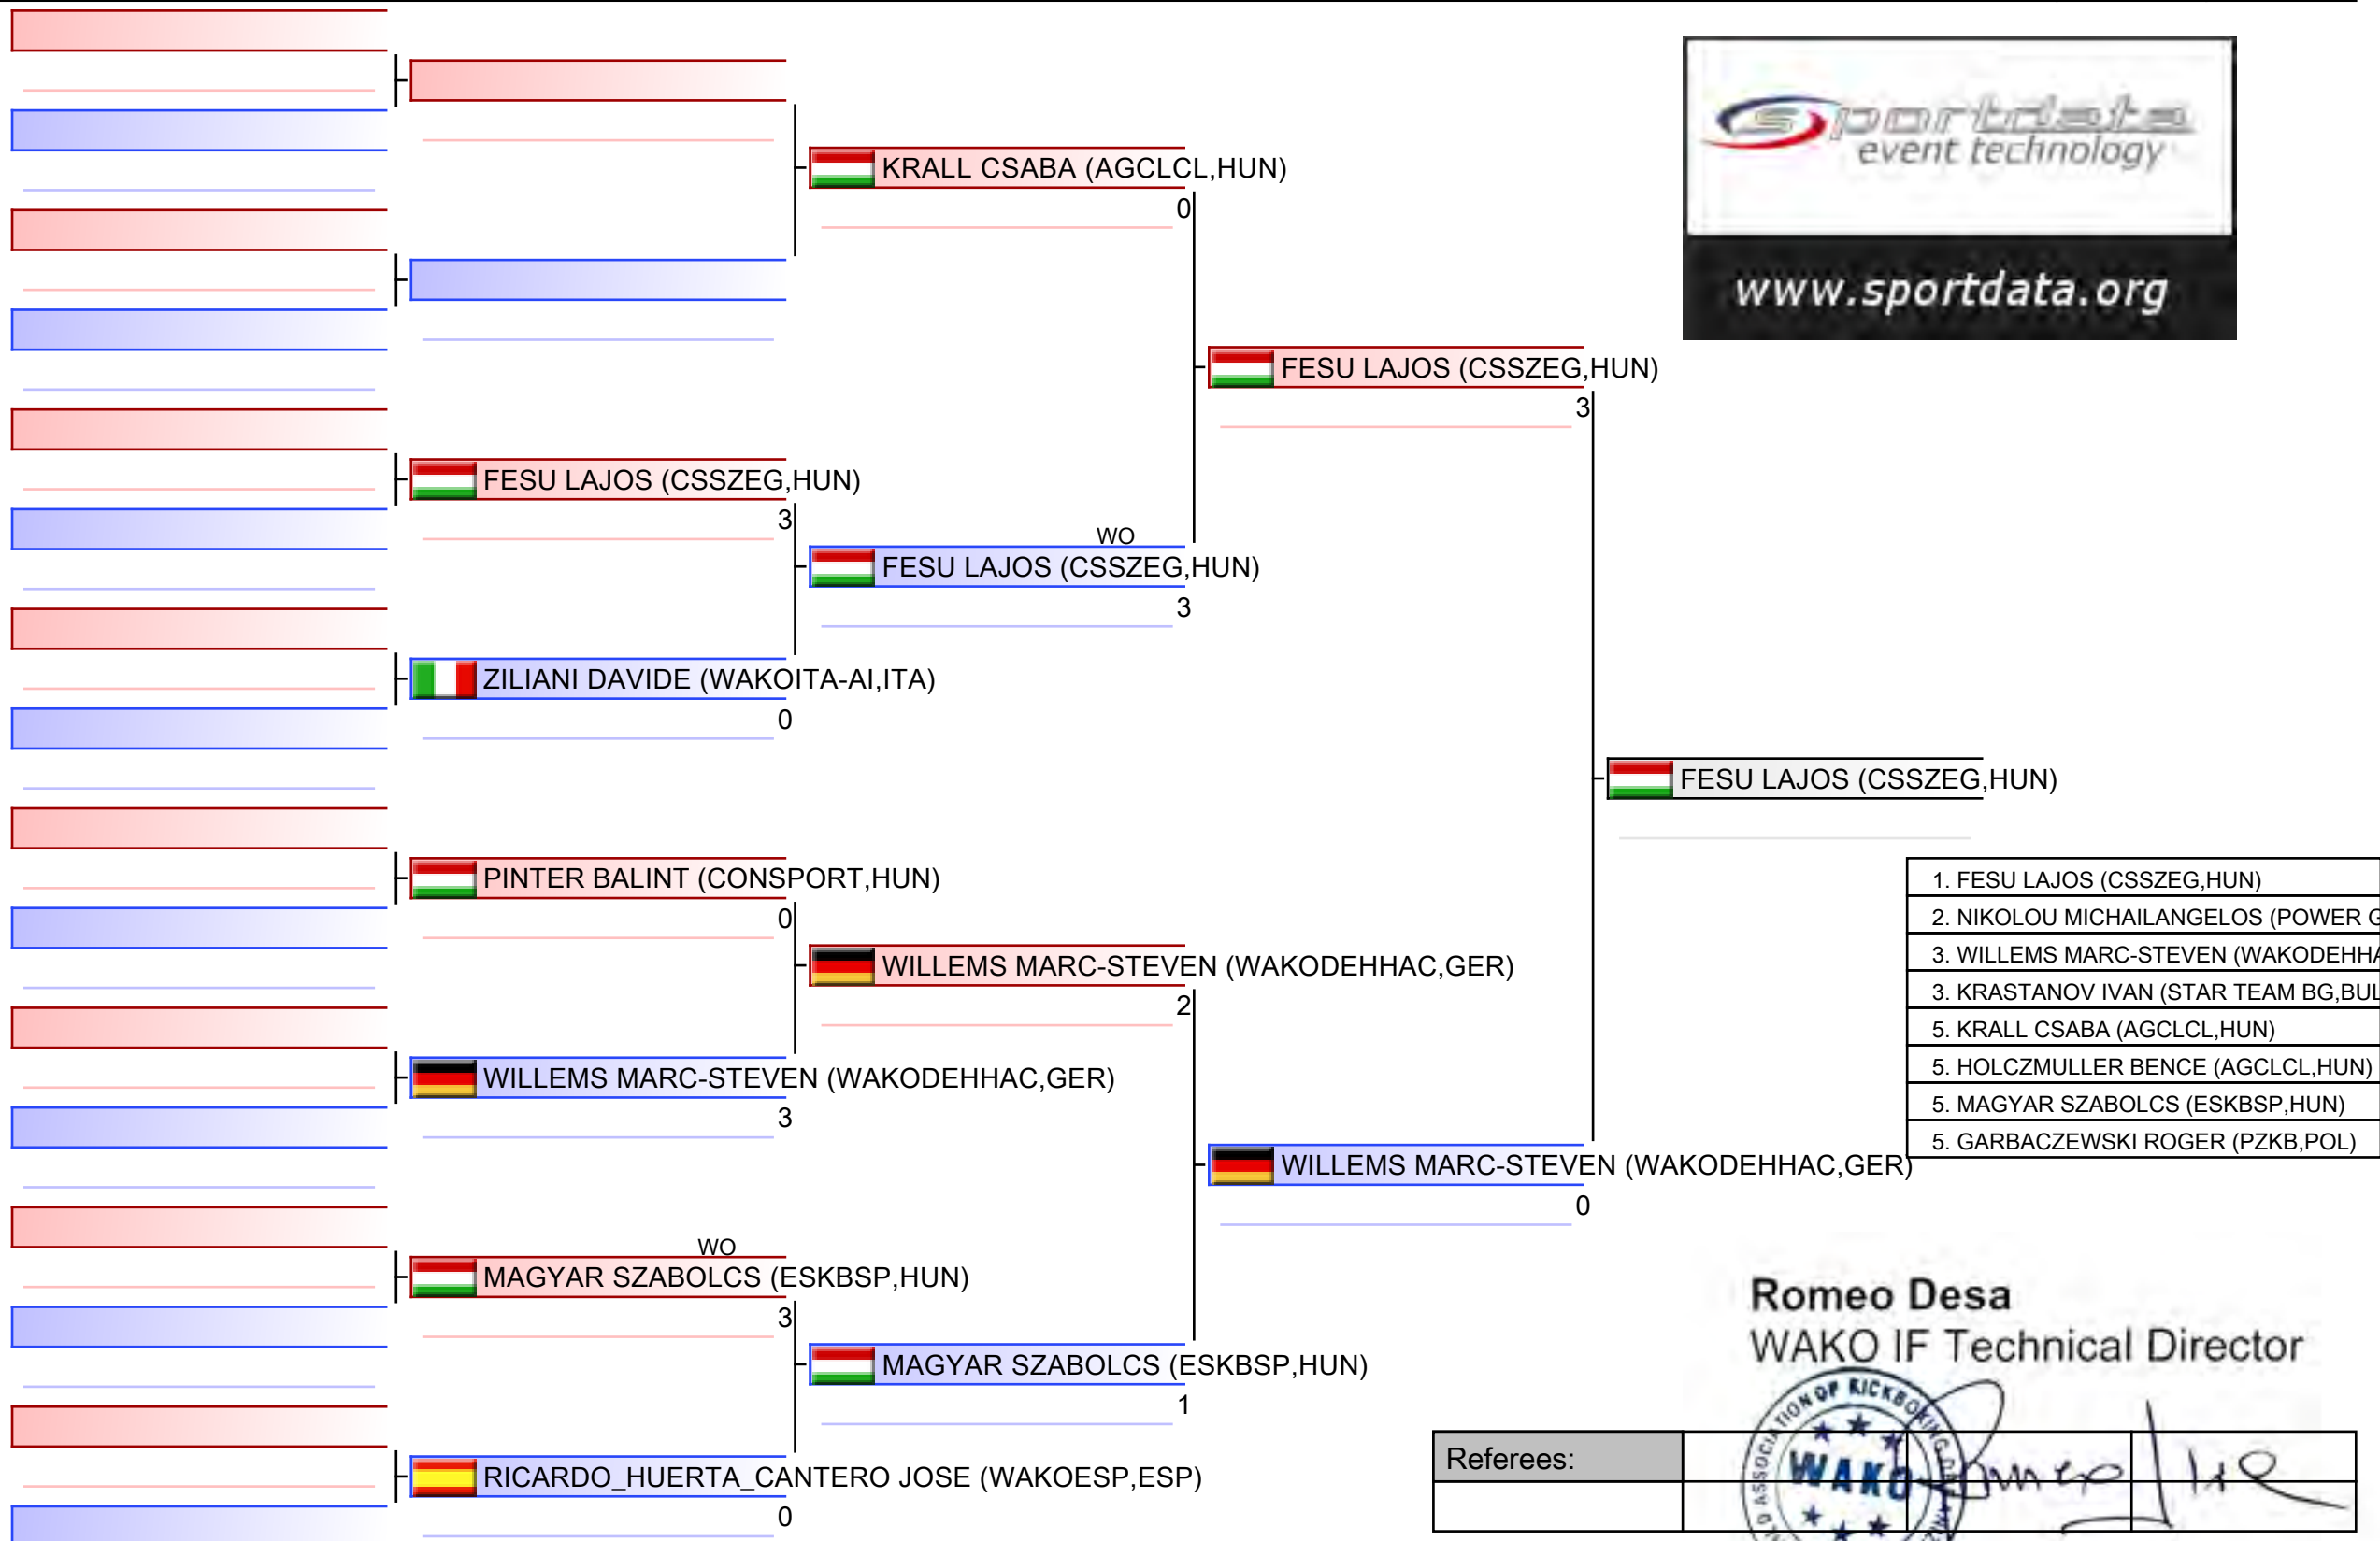 sportdata
event technology
www.sportdata.org
KRALL CSABA (AGCLCL,HUN)
0
FESU LAJOS (CSSZEG,HUN)
3
FESU LAJOS (CSSZEG,HUN)
3
WO
FESU LAJOS (CSSZEG,HUN)
3
ZILIANI DAVIDE (WAKOITA-AI,ITA)
0
FESU LAJOS (CSSZEG,HUN)
PINTER BALINT (CONSPORT,HUN)
0
WILLEMS MARC-STEVEN (WAKODEHHAC,GER)
2
WILLEMS MARC-STEVEN (WAKODEHHAC,GER)
3
WILLEMS MARC-STEVEN (WAKODEHHAC,GER)
0
1. FESU LAJOS (CSSZEG,HUN)
2. NIKOLOU MICHAILANGELOS (POWER G
3. WILLEMS MARC-STEVEN (WAKODEHHA
3. KRASTANOV IVAN (STAR TEAM BG,BUL
5. KRALL CSABA (AGCLCL,HUN)
5. HOLCZMULLER BENCE (AGCLCL,HUN)
5. MAGYAR SZABOLCS (ESKBSP,HUN)
5. GARBACZEWSKI ROGER (PZKB,POL)
WO
MAGYAR SZABOLCS (ESKBSP,HUN)
3
MAGYAR SZABOLCS (ESKBSP,HUN)
1
RICARDO_HUERTA_CANTERO JOSE (WAKOESP,ESP)
0
Romeo Desa
WAKO IF Technical Director
Referees:
ASSOCIATION OF KICKBOXING
WAKO